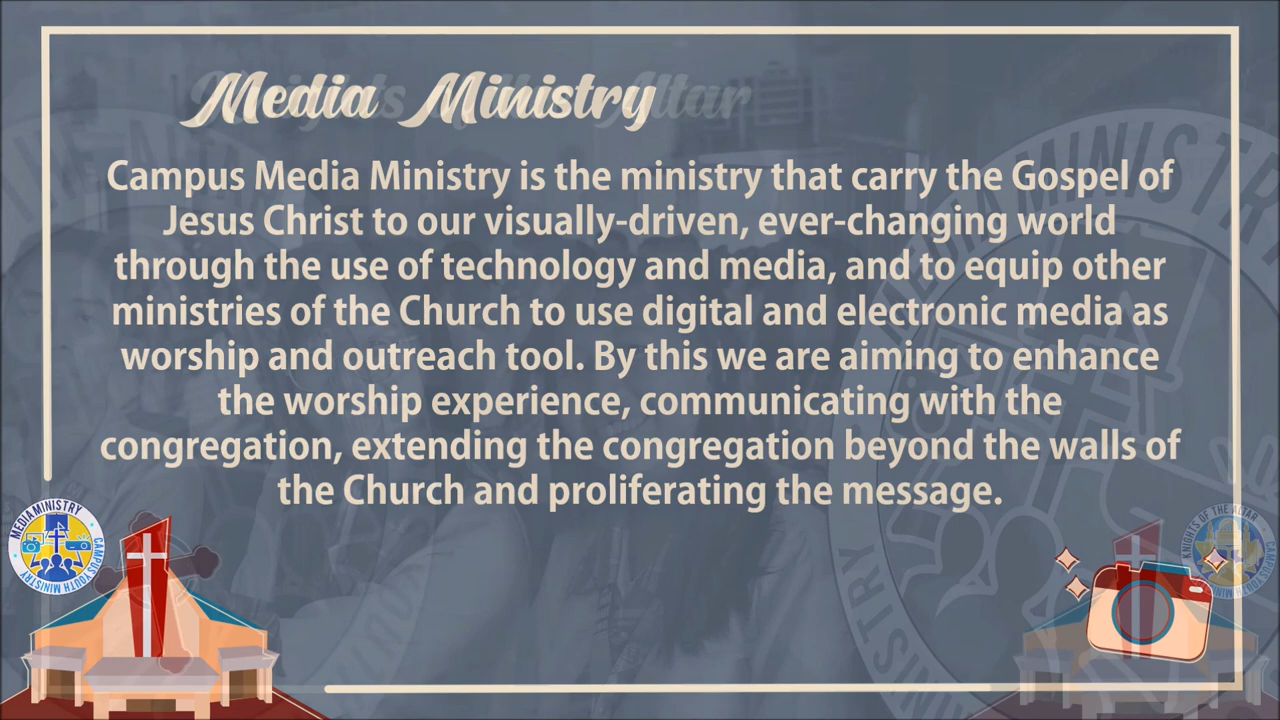 Media Ministry
Campus Media Ministry is the ministry that carry the Gospel of
Jesus Christ to our visually-driven, ever-changing world
through the use of technology and media, and to equip other
ministries of the Church to use digital and electronic media as
worship and outreach tool. By this we are aiming to enhance
the worship experience, communicating with the
congregation, extending the congregation beyond the walls of
the Church and proliferating the message.
MEDIA MINISTRY
CAMPUS YOUTH MINISTRY
KNIGHTS OF THE ALTAR
CAMPUS YOUTH MINISTRY